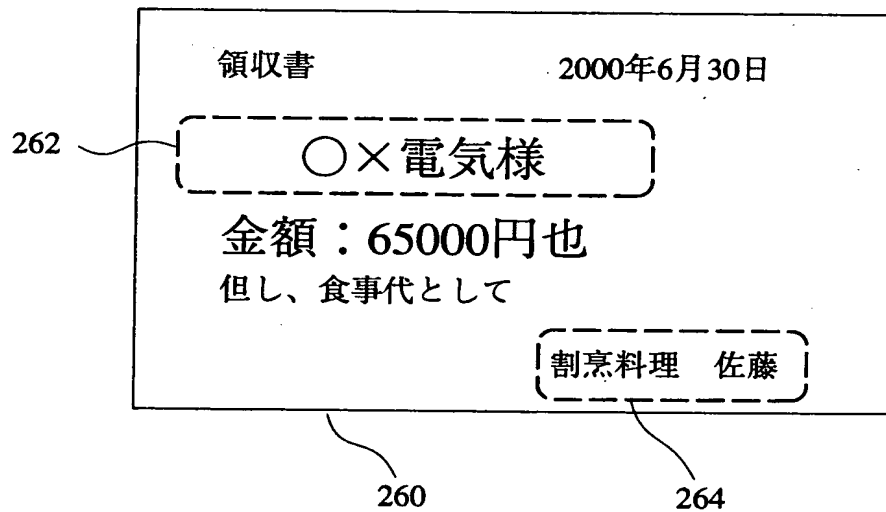 領収書 2000年6月30日
262
○×電気様
金額：65000円也
但し、食事代として
割烹料理 佐藤
260 264